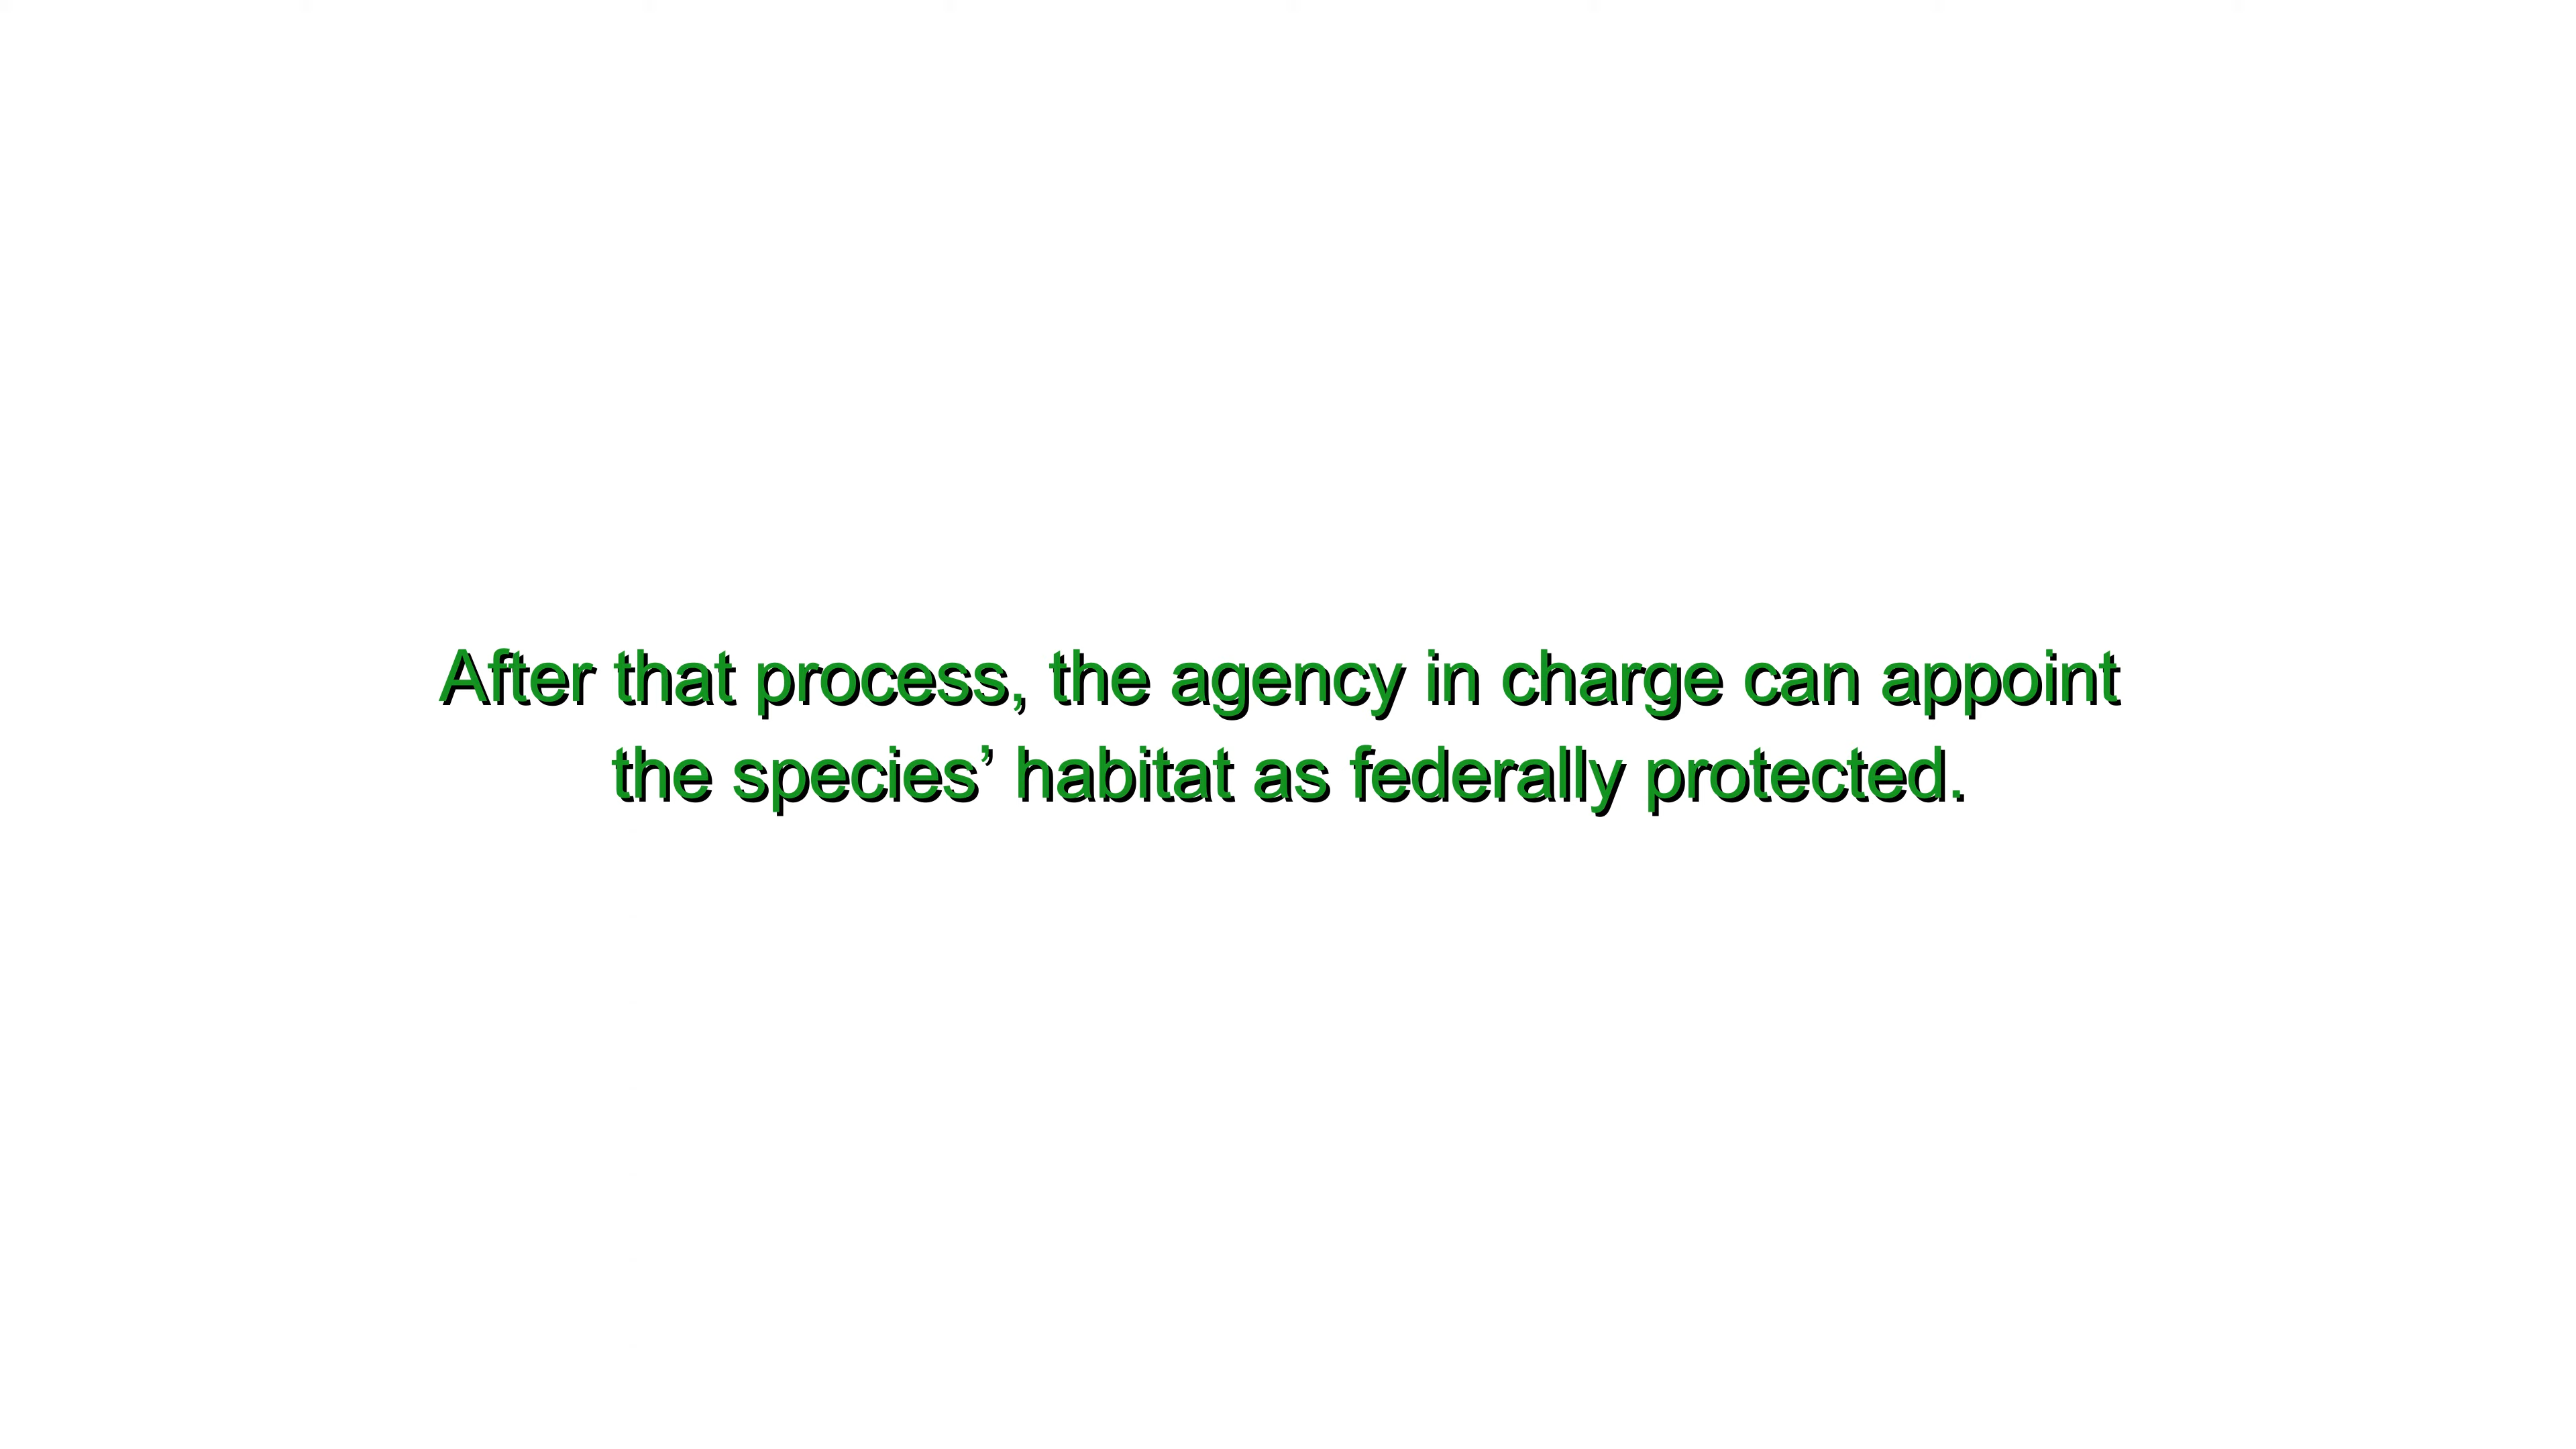 After that process, the agency in charge can appoint
the species’ habitat as federally protected.